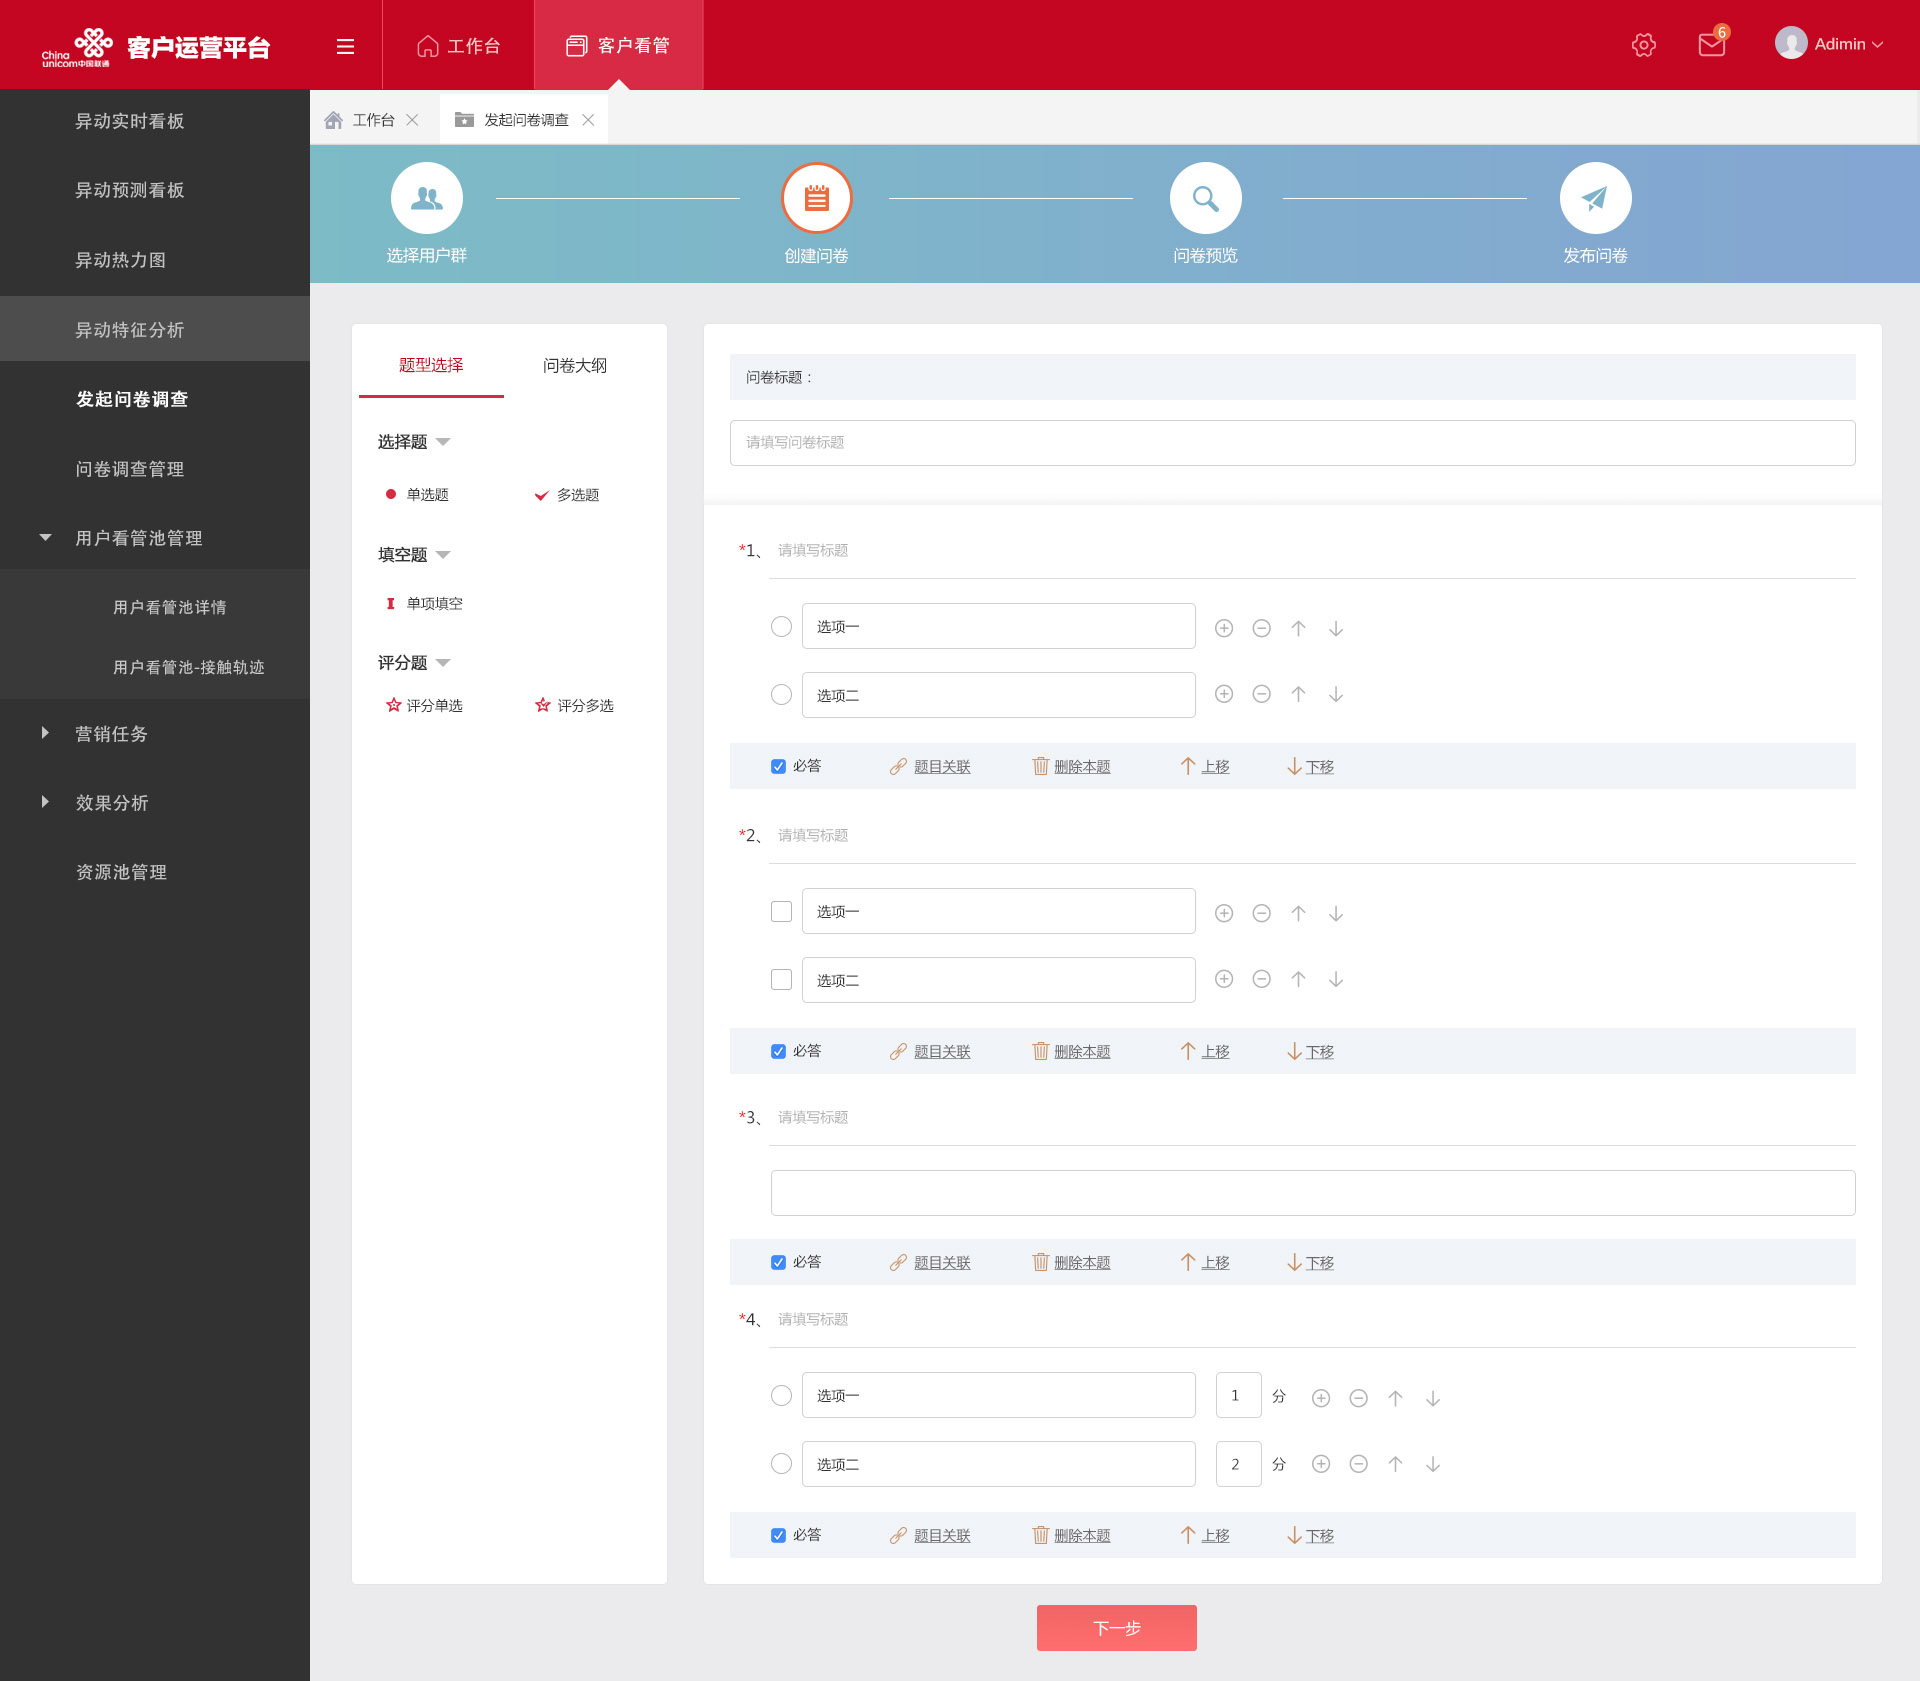 China
unicom中国联通
客户运营平台
工作台
客户看管
6
Adimin
异动实时看板
异动预测看板
异动热力图
异动特征分析
发起问卷调查
问卷调查管理
用户看管池管理
用户看管池详情
用户看管池-接触轨迹
营销任务
效果分析
资源池管理
工作台
发起问卷调查
选择用户群
创建问卷
问卷预览
发布问卷
题型选择
问卷大纲
选择题
单选题
多选题
填空题
单项填空
评分题
评分单选
评分多选
问卷标题：
请填写问卷标题
*1、 请填写标题
选项一
选项二
必答 题目关联 删除本题 上移 下移
*2、 请填写标题
选项一
选项二
必答 题目关联 删除本题 上移 下移
*3、 请填写标题
必答 题目关联 删除本题 上移 下移
*4、 请填写标题
选项一 1 分
选项二 2 分
必答 题目关联 删除本题 上移 下移
下一步